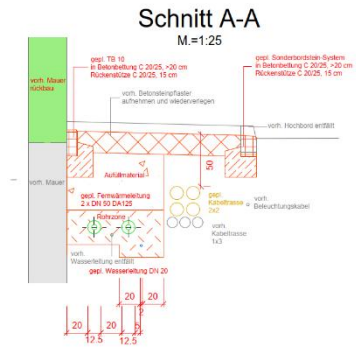 Schnitt A-A
M.=1:25
gepl. TB 10
in Betonbettung C 20/25, >20 cm
Rückenstütze C 20/25, 15 cm
gepl. Sonderbordstein-System
in Betonbettung C 20/25, >20 cm
Rückenstütze C 20/25, 15 cm
vorh. Mauer
rückbau
vorh. Betonsteinpflaster
aufnehmen und wiederverlegen
vorh. Hochbord entfällt
50
vorh. Mauer
Auffüllmaterial
gepl. Fernwärmeleitung
2 x DN 50 DA125
gepl.
Kabeltrasse
2x2
vorh.
Beleuchtungskabel
Rohrzone
vorh.
Kabeltrasse
1x3
vorh.
Wasserleitung entfällt
gepl. Wasserleitung DN 20
20 20
2
20 20 5
12.5 12.5